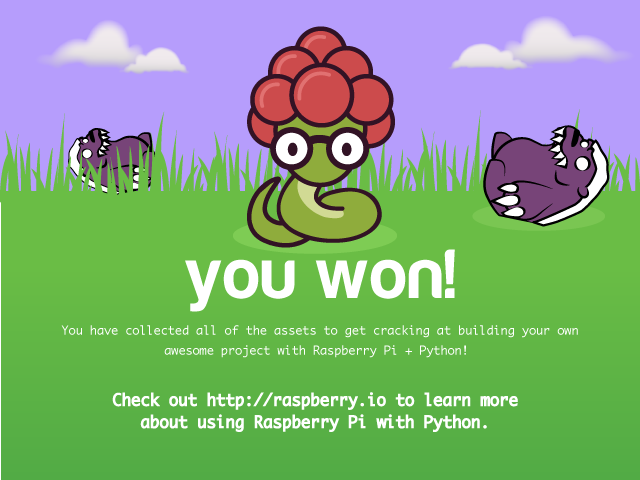 you won!
You have collected all of the assets to get cracking at building your own
awesome project with Raspberry Pi + Python!
Check out http://raspberry.io to learn more
about using Raspberry Pi with Python.